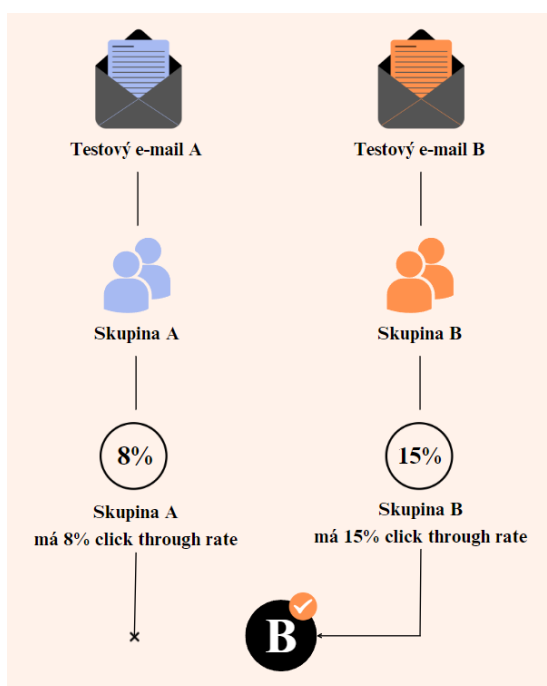 Testový e-mail A
Testový e-mail B
Skupina A
Skupina B
8%
15%
Skupina A
má 8% click through rate
Skupina B
má 15% click through rate
B